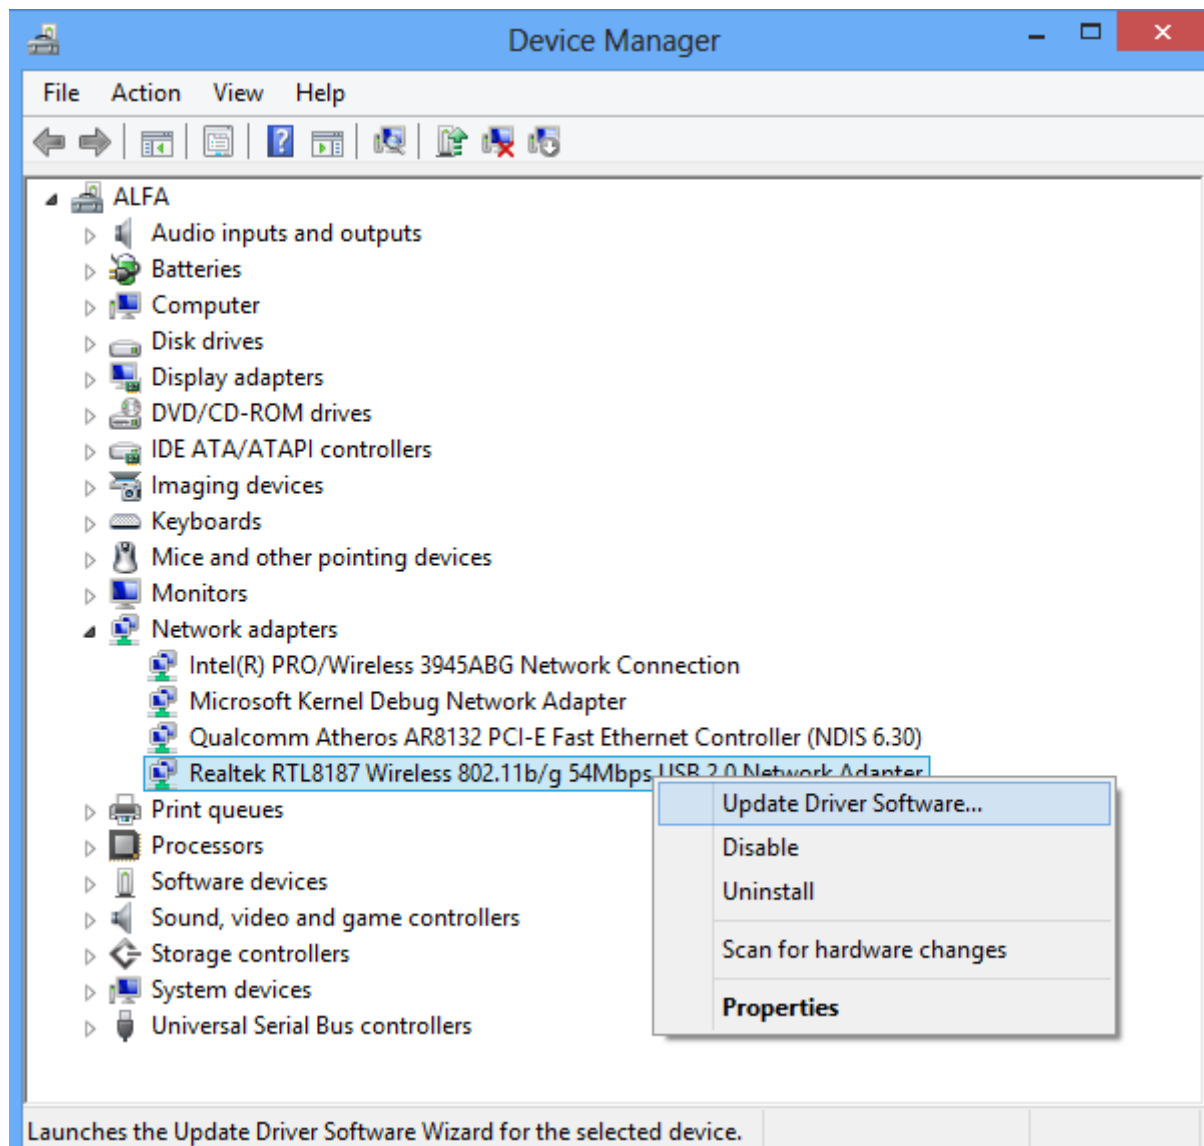 Device Manager
File Action View Help
ALFA
Audio inputs and outputs
Batteries
Computer
Disk drives
Display adapters
DVD/CD-ROM drives
IDE ATA/ATAPI controllers
Imaging devices
Keyboards
Mice and other pointing devices
Monitors
Network adapters
Intel(R) PRO/Wireless 3945ABG Network Connection
Microsoft Kernel Debug Network Adapter
Qualcomm Atheros AR8132 PCI-E Fast Ethernet Controller (NDIS 6.30)
Realtek RTL8187 Wireless 802.11b/g 54Mbps USB 2.0 Network Adapter
Update Driver Software...
Disable
Uninstall
Scan for hardware changes
Properties
Print queues
Processors
Software devices
Sound, video and game controllers
Storage controllers
System devices
Universal Serial Bus controllers
Launches the Update Driver Software Wizard for the selected device.